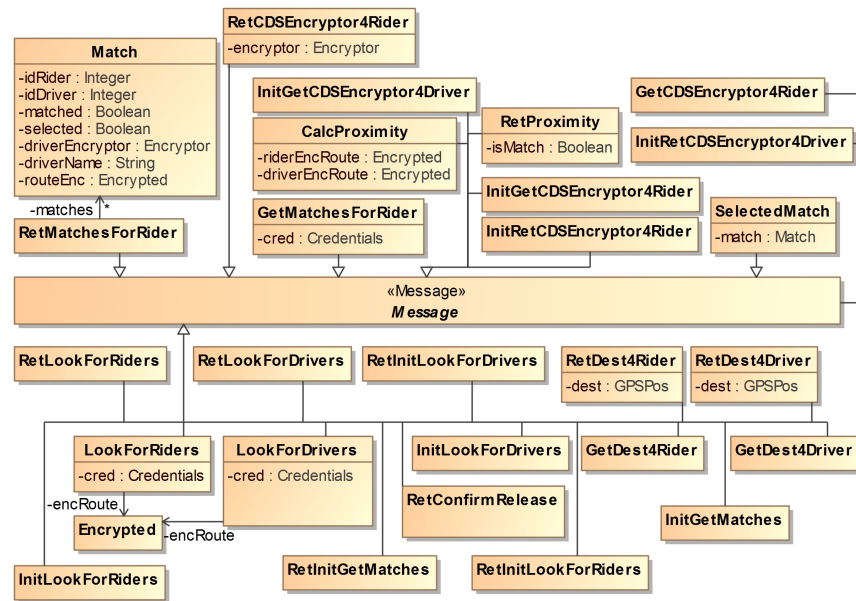 RetCDSEncryptor4Rider
-encryptor : Encryptor
Match
-idRider : Integer
-idDriver : Integer
-matched : Boolean
-selected : Boolean
-driverEncryptor : Encryptor
-driverName : String
-routeEnc : Encrypted
InitGetCDSEncryptor4Driver
GetCDSEncryptor4Rider
CalcProximity
-riderEncRoute : Encrypted
-driverEncRoute : Encrypted
RetProximity
-isMatch : Boolean
InitRetCDSEncryptor4Driver
InitGetCDSEncryptor4Rider
-matches
*
RetMatchesForRider
GetMatchesForRider
-cred : Credentials
InitRetCDSEncryptor4Rider
SelectedMatch
-match : Match
«Message»
Message
RetLookForRiders
RetLookForDrivers
RetInitLookForDrivers
RetDest4Rider
-dest : GPSPos
RetDest4Driver
-dest : GPSPos
LookForRiders
-cred : Credentials
LookForDrivers
-cred : Credentials
InitLookForDrivers
GetDest4Rider
GetDest4Driver
-encRoute
Encrypted
-encRoute
RetConfirmRelease
InitGetMatches
InitLookForRiders
RetInitGetMatches
RetInitLookForRiders